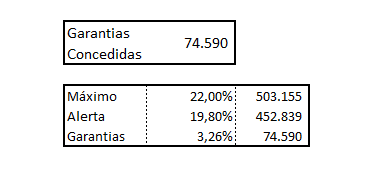 Garantias
Concedidas 74.590
Máximo 22,00% 503.155
Alerta 19,80% 452.839
Garantias 3,26% 74.590